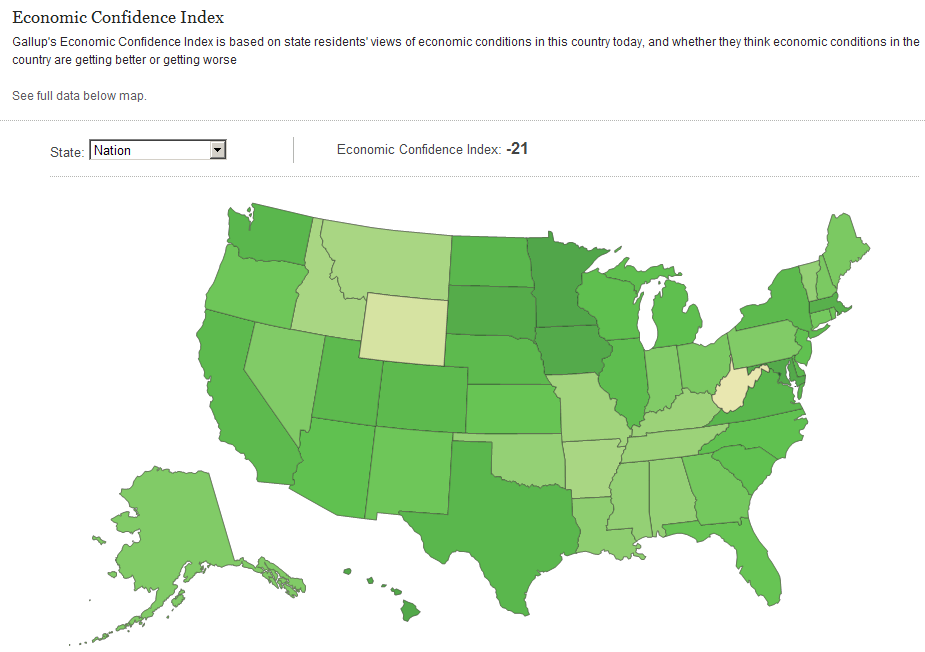 Economic Confidence Index
Gallup's Economic Confidence Index is based on state residents' views of economic conditions in this country today, and whether they think economic conditions in the
country are getting better or getting worse
See full data below map.
State: Nation
Economic Confidence Index: -21